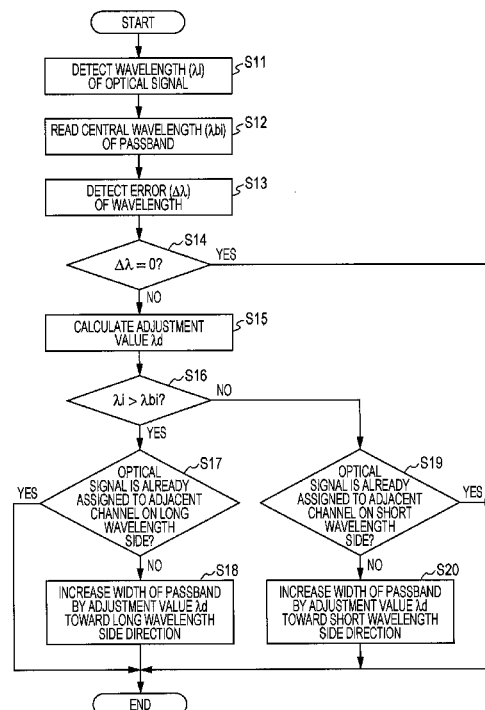 START
S11
DETECT WAVELENGTH (λi)
OF OPTICAL SIGNAL
S12
READ CENTRAL WAVELENGTH (λbi)
OF PASSBAND
S13
DETECT ERROR (Δλ)
OF WAVELENGTH
S14
Δλ = 0?
YES
NO
S15
CALCULATE ADJUSTMENT
VALUE λd
S16
λi > λbi?
NO
YES
S17
OPTICAL
SIGNAL IS ALREADY
ASSIGNED TO ADJACENT
CHANNEL ON LONG
WAVELENGTH
SIDE?
YES
NO
S19
OPTICAL
SIGNAL IS ALREADY
ASSIGNED TO ADJACENT
CHANNEL ON SHORT
WAVELENGTH
SIDE?
YES
NO
S18
INCREASE WIDTH OF PASSBAND
BY ADJUSTMENT VALUE λd
TOWARD LONG WAVELENGTH
SIDE DIRECTION
S20
INCREASE WIDTH OF PASSBAND
BY ADJUSTMENT VALUE λd
TOWARD SHORT WAVELENGTH
SIDE DIRECTION
END